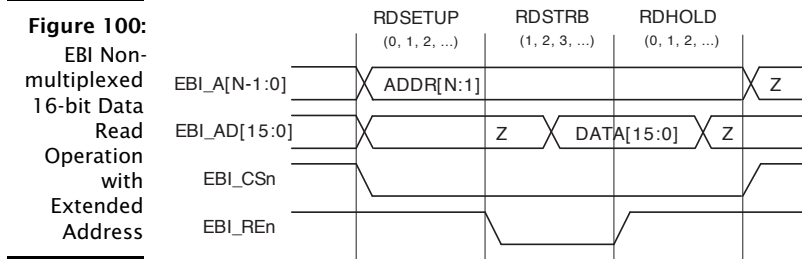 Figure 100:
EBI Non-
multiplexed
16-bit Data
Read
Operation
with
Extended
Address
RDSETUP RDSTRB RDHOLD
(0, 1, 2, ...) (1, 2, 3, ...) (0, 1, 2, ...)
EBI_A[N-1:0] ADDR[N:1] Z
EBI_AD[15:0] Z DATA[15:0] Z
EBI_CSn
EBI_REn